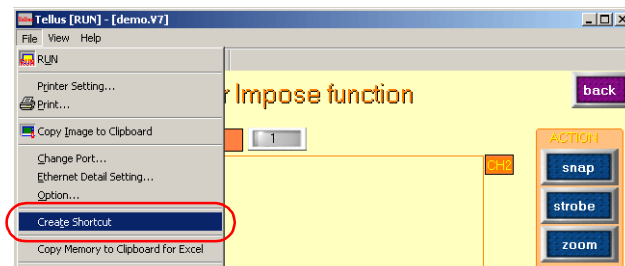 Tellus [RUN] - [demo.V7]
File View Help
RUN
Printer Setting...
Print...
Copy Image to Clipboard
Change Port...
Ethernet Detail Setting...
Option...
Create Shortcut
Copy Memory to Clipboard for Excel
r Impose function
back
1
CH2
ACTION
snap
strobe
zoom